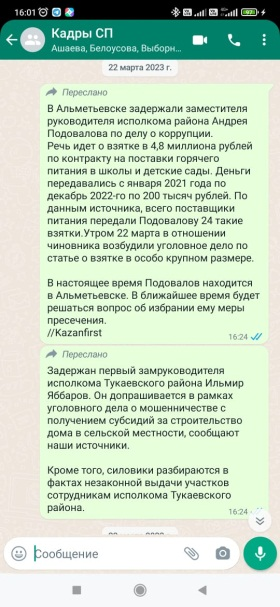 16:01
97
Кадры СП
Ашаева, Белоусова, Выборн...
22 марта 2023 г.
Переслано
В Альметьевске задержали заместителя
руководителя исполкома района Андрея
Подовалова по делу о коррупции.
Речь идет о взятке в 4,8 миллиона рублей
по контракту на поставки горячего
питания в школы и детские сады. Деньги
передавались с января 2021 года по
декабрь 2022-го по 200 тысяч рублей. По
данным источника, всего поставщики
питания передали Подовалову 24 такие
взятки.Утром 22 марта в отношении
чиновника возбудили уголовное дело по
статье о взятке в особо крупном размере.
В настоящее время Подовалов находится
в Альметьевске. В ближайшее время будет
решаться вопрос об избрании ему меры
пресечения.
//Kazanfirst
16:24
Переслано
Задержан первый замруководителя
исполкома Тукаевского района Ильмир
Яббаров. Он допрашивается в рамках
уголовного дела о мошенничестве с
получением субсидий за строительство
дома в сельской местности, сообщают
наши источники.
Кроме того, силовики разбираются в
фактах незаконной выдачи участков
сотрудникам исполкома Тукаевского
района.
16:24
Сообщение